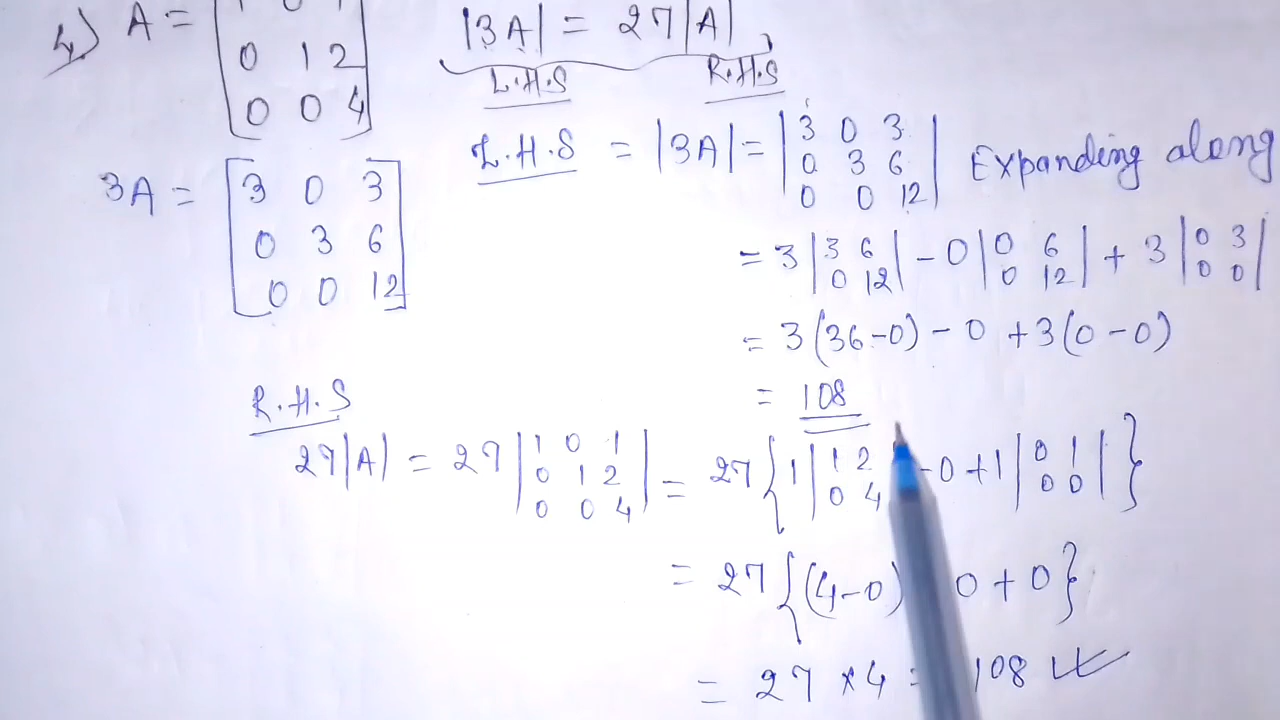 4) A = [1 0 1 |3A| = 27|A|,
0 1 2 L.H.S R.H.S
0 0 4]
L.H.S = |3A| = |3 0 3 Expanding along
0 3 6
0 0 12|
3A = [3 0 3
0 3 6
0 0 12]
= 3|3 6 0 12| - 0|0 6 0 12| + 3|0 3 0 0|
= 3(36-0) - 0 + 3(0-0)
= 108
R.H.S
27|A| = 27|1 0 1 0 1 2 0 0 4| = 27{1|1 2 0 4 -0+1|0 1 0 0|}
= 27{(4-0) 0+0}
= 27 × 4 = 108